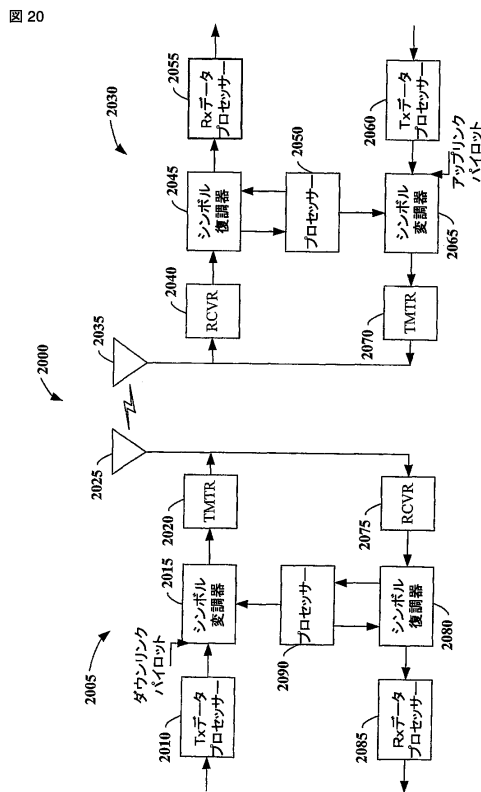 図 20
2000
2005
2030
ダウンリンク
パイロット
2010
Txデータ
プロセッサー
2015
シンボル
変調器
2020
TMTR
2025
2035
2040
RCVR
2045
シンボル
復調器
2055
Rxデータ
プロセッサー
2090
プロセッサー
2050
プロセッサー
2085
Rxデータ
プロセッサー
2080
シンボル
復調器
2075
RCVR
2070
TMTR
2065
シンボル
変調器
2060
Txデータ
プロセッサー
アップリンク
パイロット